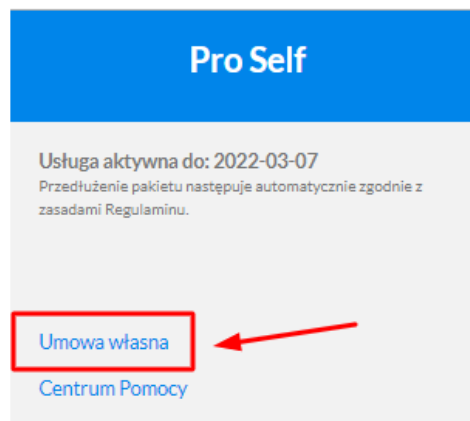 Pro Self
Usługa aktywna do: 2022-03-07
Przedłużenie pakietu następuje automatycznie zgodnie z
zasadami Regulaminu.
Umowa własna
Centrum Pomocy